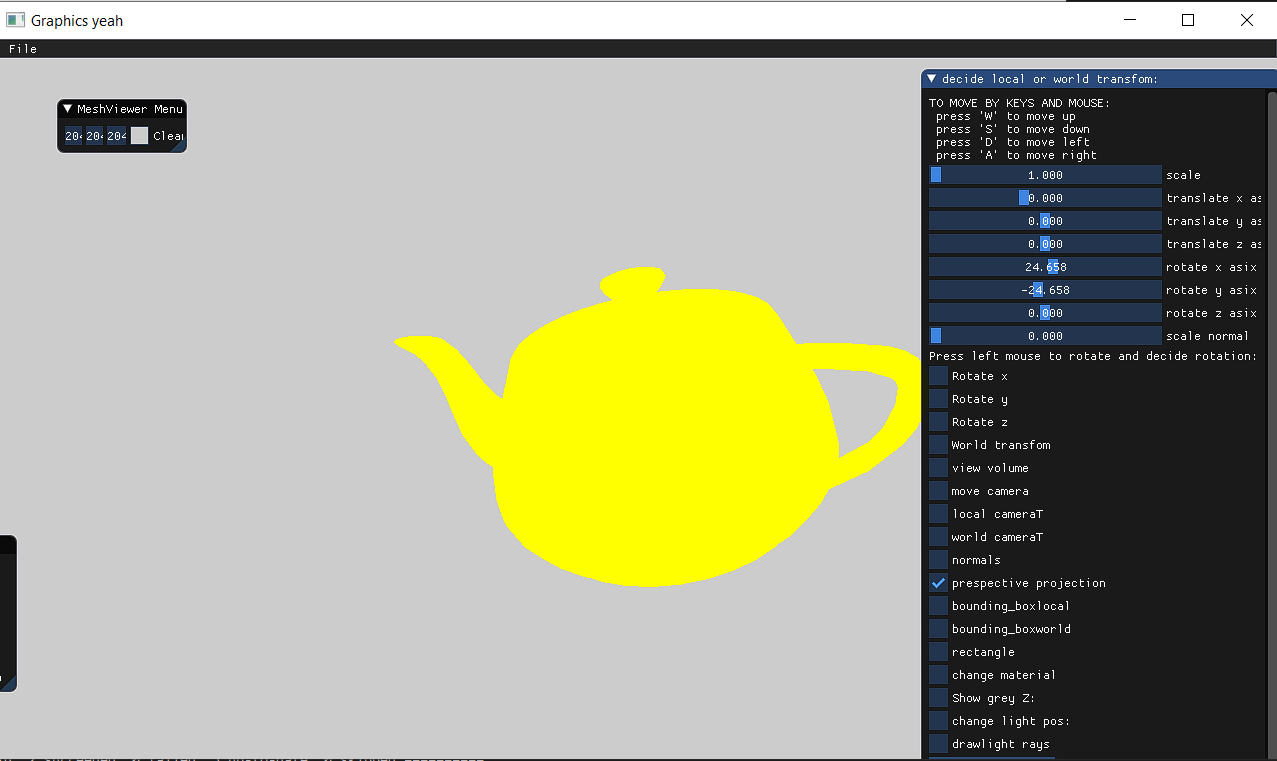 Graphics yeah
File
MeshViewer Menu
204 204 204 Clear
decide local or world transfom:
TO MOVE BY KEYS AND MOUSE:
press 'W' to move up
press 'S' to move down
press 'D' to move left
press 'A' to move right
1.000 scale
0.000 translate x as
0.000 translate y as
0.000 translate z as
24.658 rotate x asix
-24.658 rotate y asix
0.000 rotate z asix
0.000 scale normal
Press left mouse to rotate and decide rotation:
Rotate x
Rotate y
Rotate z
World transfom
view volume
move camera
local cameraT
world cameraT
normals
prespective projection
bounding_boxlocal
bounding_boxworld
rectangle
change material
Show grey Z:
change light pos:
drawlight rays